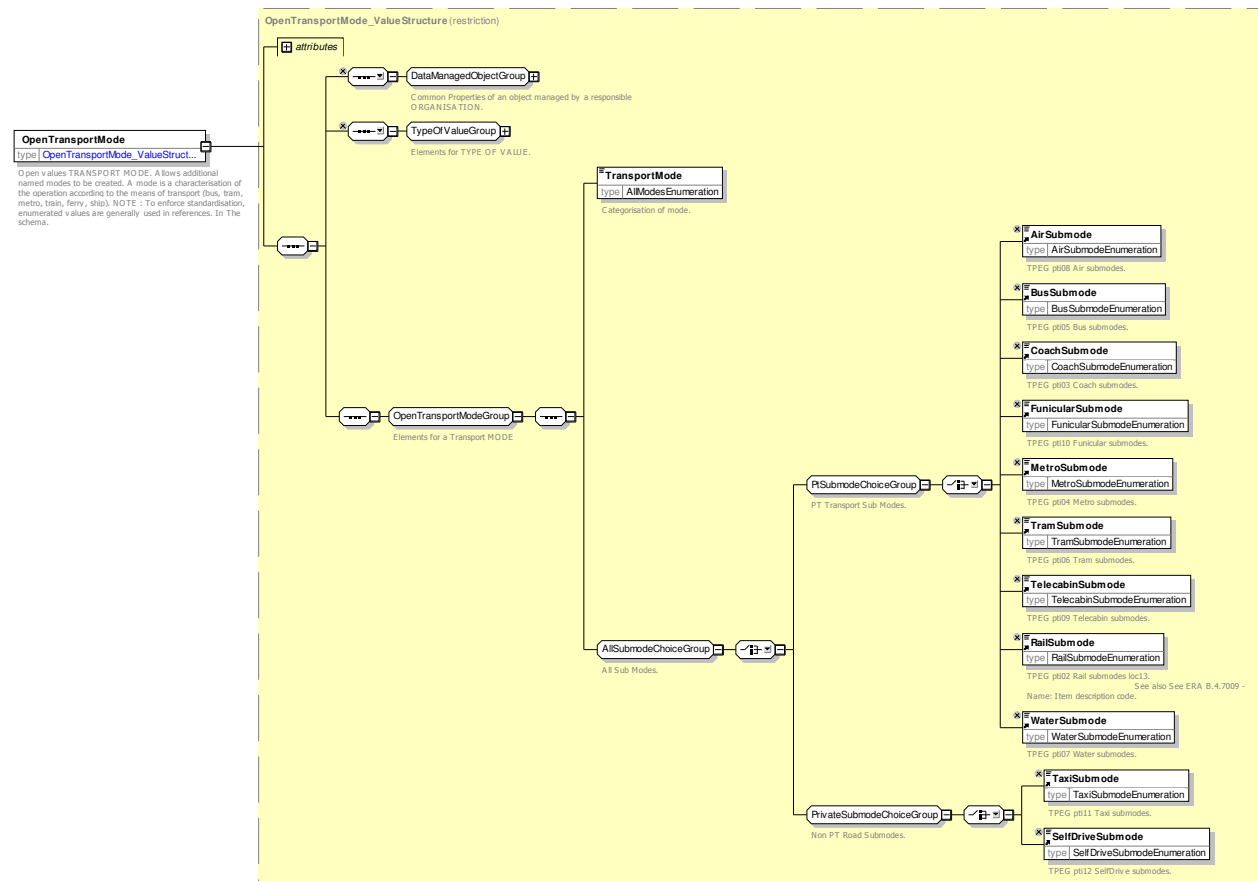 OpenTransportMode_ValueStructure (restriction)
attributes
DataManagedObjectGroup
Common Properties of an object managed by a responsible
ORGANISATION.
TypeOfValueGroup
Elements for TYPE OF VALUE.
OpenTransportMode
type OpenTransportMode_ValueStruct...
Open values TRANSPORT MODE. Allows additional
named modes to be created. A mode is a characterisation of
the operation according to the means of transport (bus, tram,
metro, train, ferry, ship). NOTE : To enforce standardisation,
enumerated values are generally used in references. In The
schema.
TransportMode
type AllModesEnumeration
Categorisation of mode.
OpenTransportModeGroup
Elements for a Transport MODE
AllSubmodeChoiceGroup
All Sub Modes.
PtSubmodeChoiceGroup
PT Transport Sub Modes.
AirSubmode
type AirSubmodeEnumeration
TPEG pti08 Air submodes.
BusSubmode
type BusSubmodeEnumeration
TPEG pti05 Bus submodes.
CoachSubmode
type CoachSubmodeEnumeration
TPEG pti03 Coach submodes.
FunicularSubmode
type FunicularSubmodeEnumeration
TPEG pti10 Funicular submodes.
MetroSubmode
type MetroSubmodeEnumeration
TPEG pti04 Metro submodes.
TramSubmode
type TramSubmodeEnumeration
TPEG pti06 Tram submodes.
TelecabinSubmode
type TelecabinSubmodeEnumeration
TPEG pti09 Telecabin submodes.
RailSubmode
type RailSubmodeEnumeration
TPEG pti02 Rail submodes loc13.
See also See ERA B.4.7009 -
Name: Item description code.
WaterSubmode
type WaterSubmodeEnumeration
TPEG pti07 Water submodes.
PrivateSubmodeChoiceGroup
Non PT Road Submodes.
TaxiSubmode
type TaxiSubmodeEnumeration
TPEG pti11 Taxi submodes.
SelfDriveSubmode
type SelfDriveSubmodeEnumeration
TPEG pti12 SelfDrive submodes.